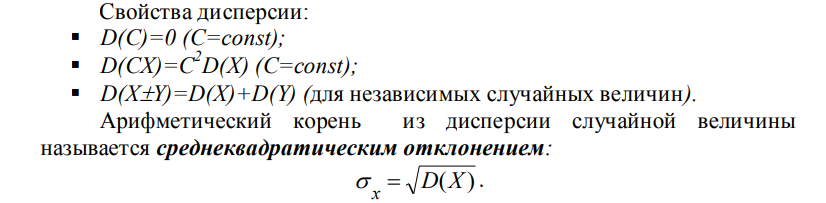 Свойства дисперсии:
▪ D(C)=0 (C=const);
▪ D(CX)=C²D(X) (C=const);
▪ D(X±Y)=D(X)+D(Y) (для независимых случайных величин).
Арифметический корень из дисперсии случайной величины
называется среднеквадратическим отклонением:
σₓ = √D(X).